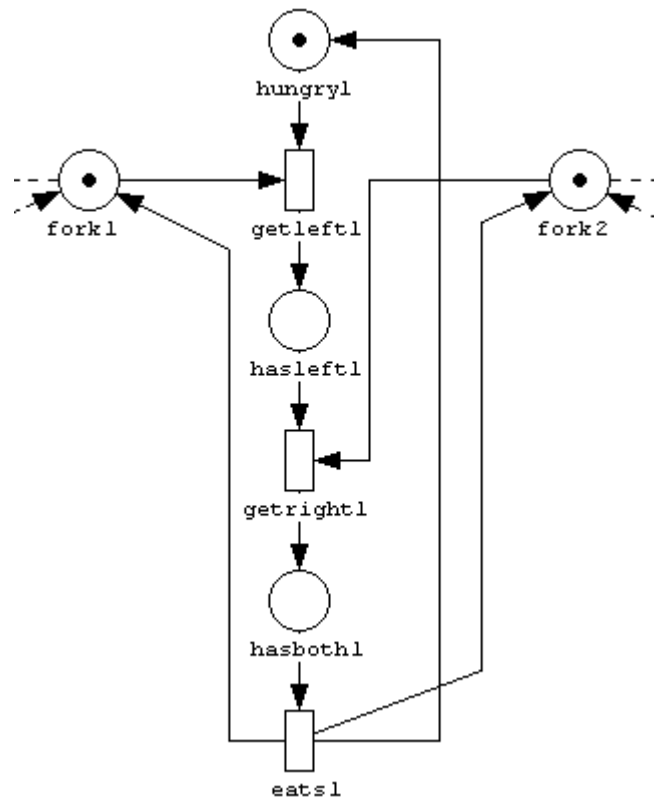 hungry1
fork1
getleft1
fork2
hasleft1
getright1
hasboth1
eats1